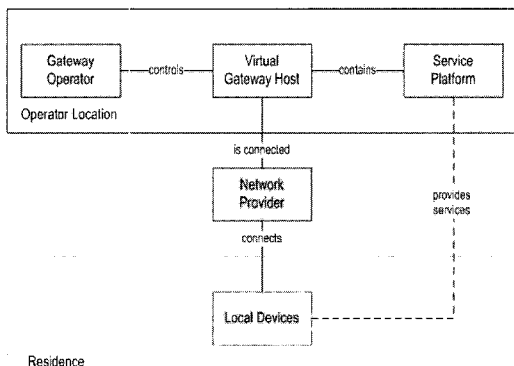 Gateway
Operator
controls
Virtual
Gateway Host
contains
Service
Platform
Operator Location
is connected
Network
Provider
provides
services
connects
Local Devices
Residence